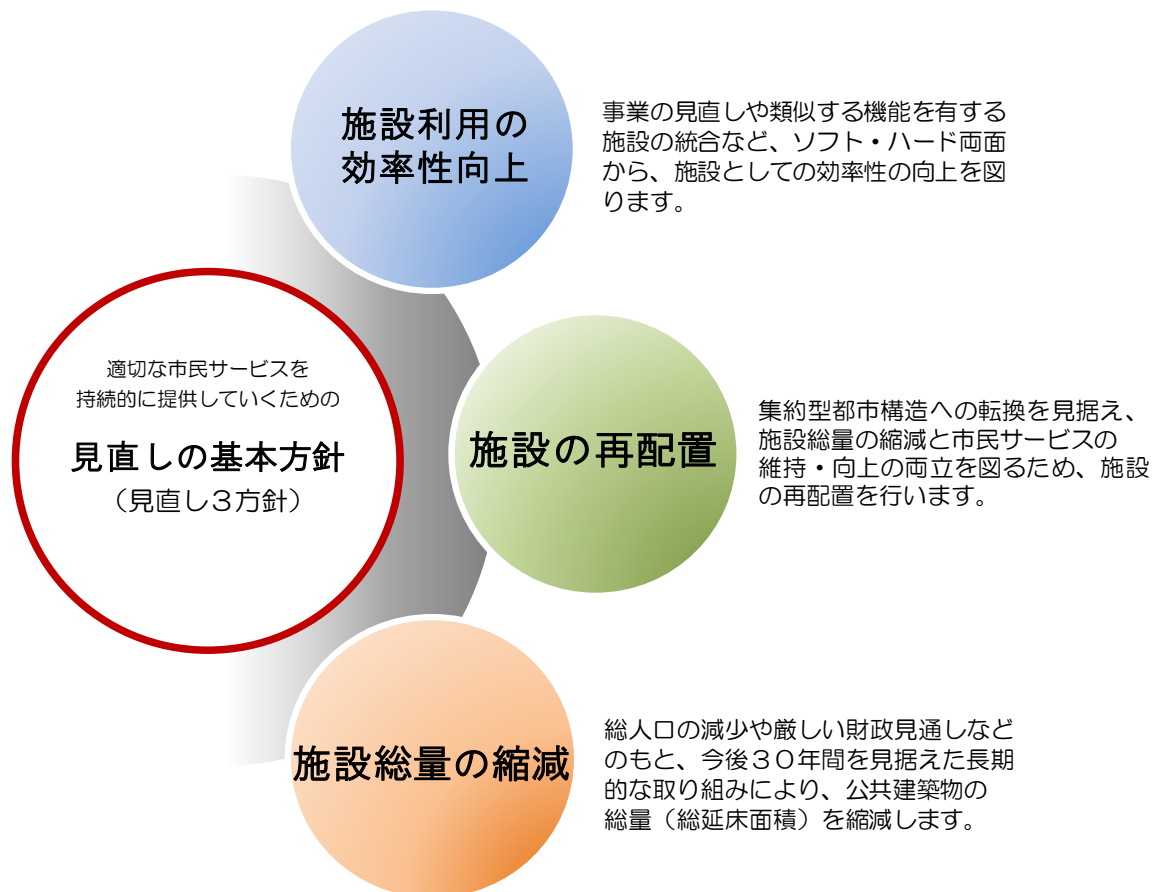 施設利用の
効率性向上
事業の見直しや類似する機能を有する
施設の統合など、ソフト・ハード両面
から、施設としての効率性の向上を図
ります。
適切な市民サービスを
持続的に提供していくための
見直しの基本方針
（見直し３方針）
施設の再配置
集約型都市構造への転換を見据え、
施設総量の縮減と市民サービスの
維持・向上の両立を図るため、施設
の再配置を行います。
施設総量の縮減
総人口の減少や厳しい財政見通しなど
のもと、今後３０年間を見据えた長期
的な取り組みにより、公共建築物の
総量（総延床面積）を縮減します。